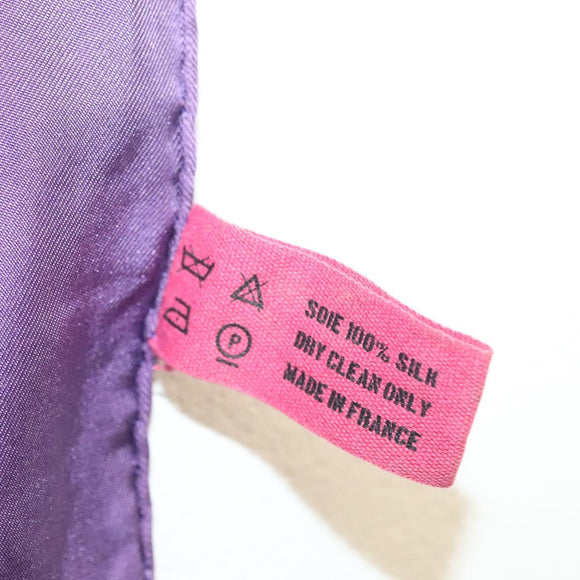 SOIE 100% SILK
DRY CLEAN ONLY
MADE IN FRANCE
P